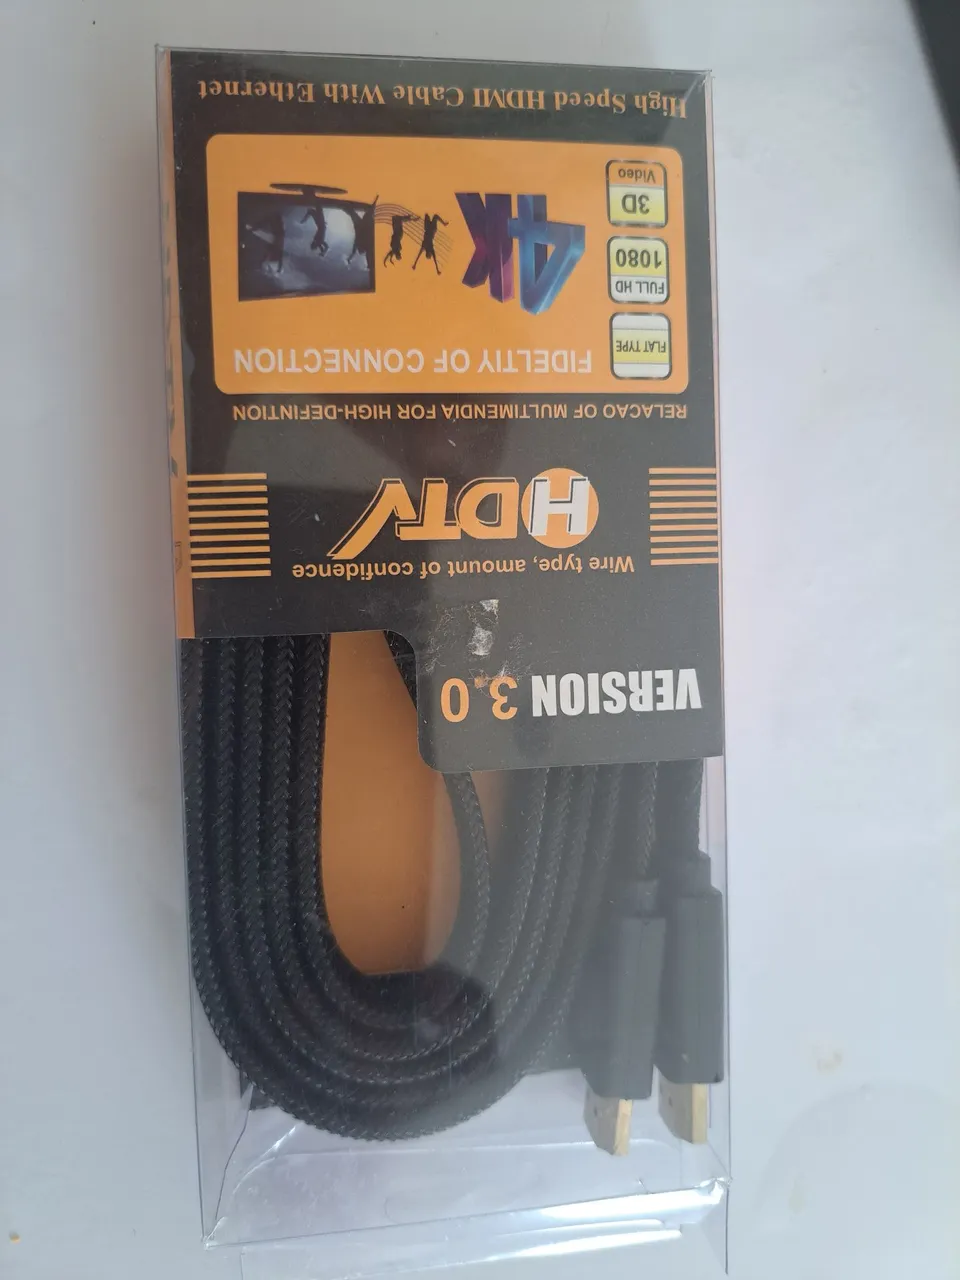 VERSION 3.0
Wire type, amount of confidence
HDTV
RELACAO OF MULTIMENDIA FOR HIGH-DEFINTION
FLAT TYPE
FIDELTIY OF CONNECTION
FULL HD
1080
4K
3D
Video
High Speed HDMI Cable With Ethernet